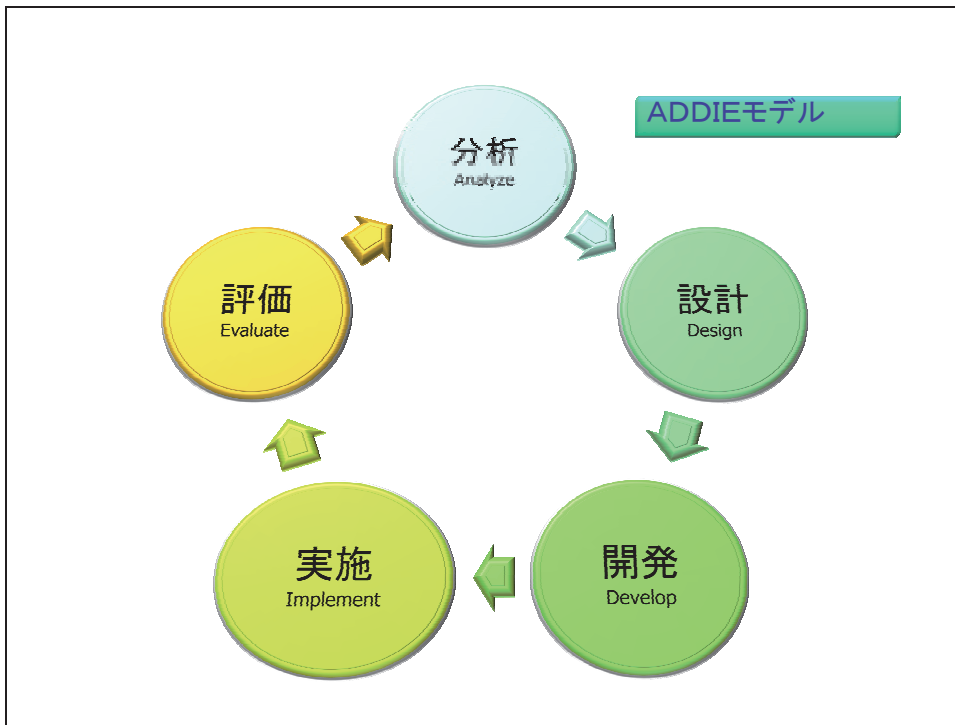 ADDIEモデル
分析
Analyze
設計
Design
開発
Develop
実施
Implement
評価
Evaluate